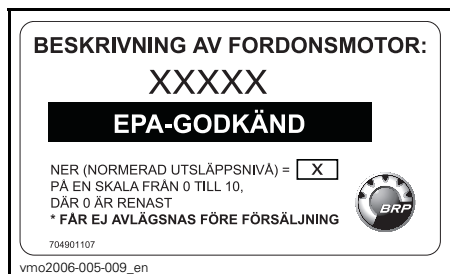 BESKRIVNING AV FORDONSMOTOR:
XXXXX
EPA-GODKÄND
NER (NORMERAD UTSLÄPPSNIVÅ) = X
PÅ EN SKALA FRÅN 0 TILL 10,
DÄR 0 ÄR RENAST
* FÅR EJ AVLÄGSNAS FÖRE FÖRSÄLJNING
BRP
704901107
vmo2006-005-009_en